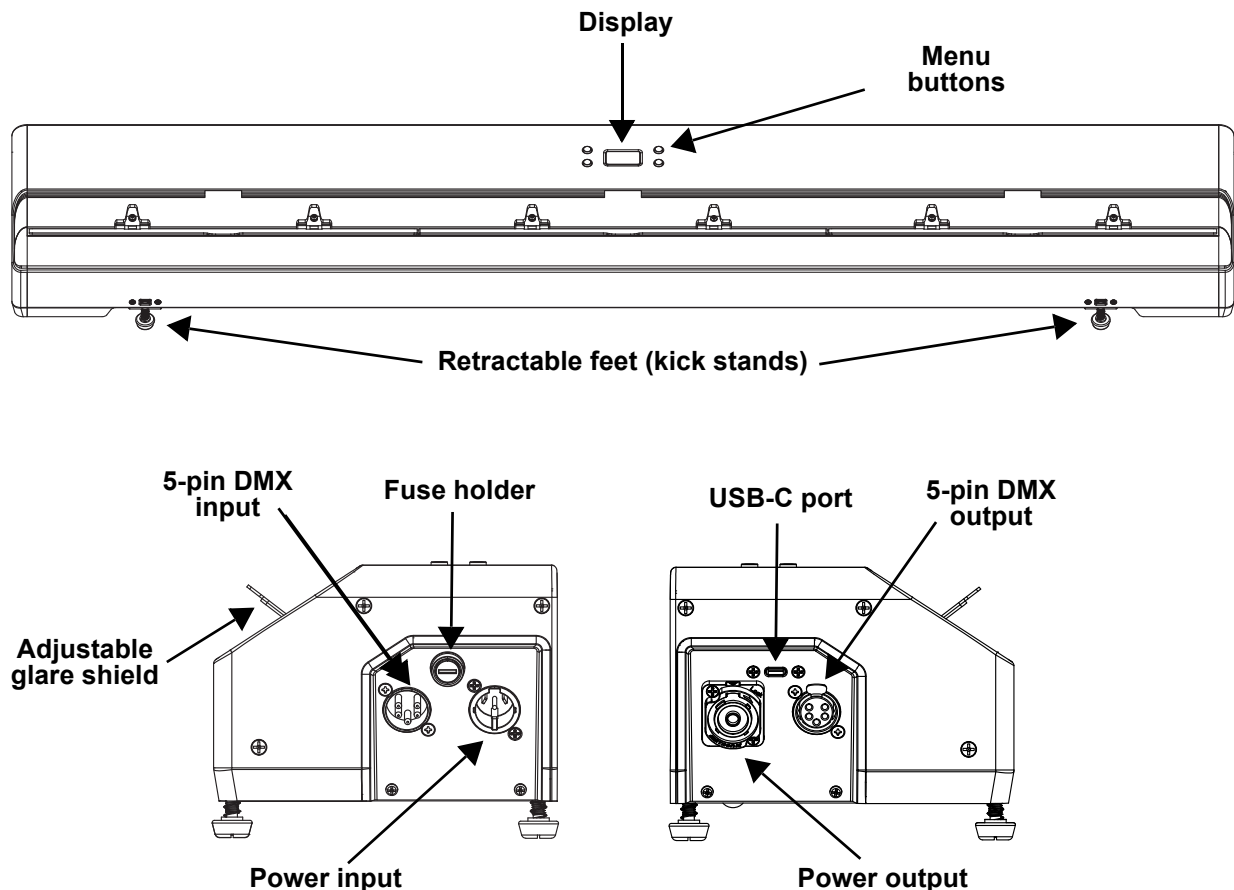 Display
Menu
buttons
Retractable feet (kick stands)
5-pin DMX
input
Fuse holder
USB-C port
5-pin DMX
output
Adjustable
glare shield
Power input
Power output